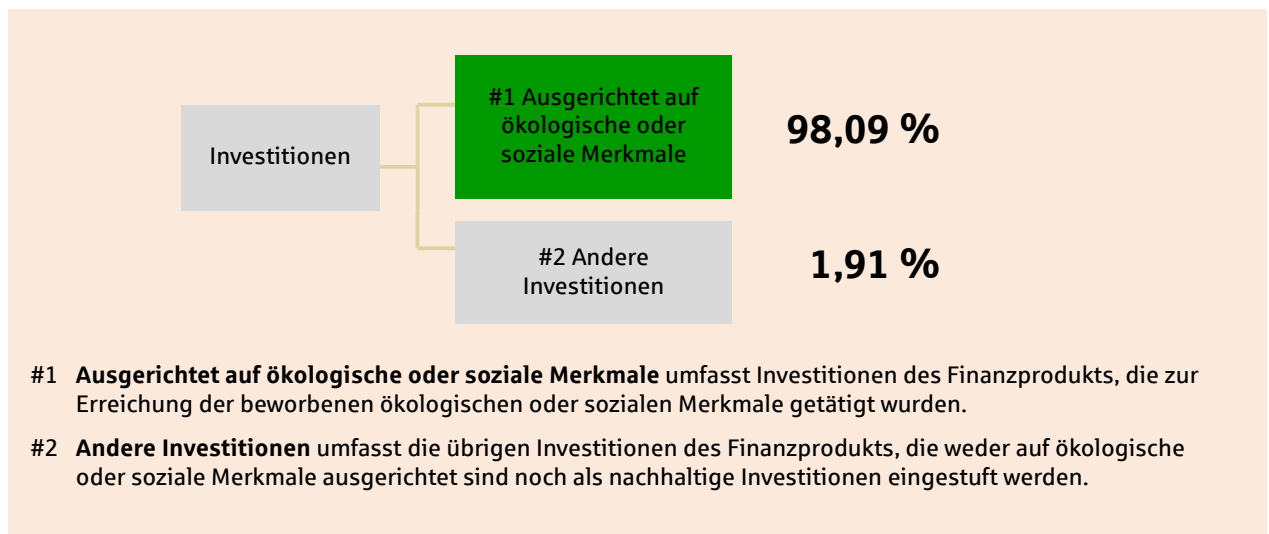 #1 Ausgerichtet auf
ökologische oder
soziale Merkmale
98,09 %
Investitionen
#2 Andere
Investitionen
1,91 %
#1 Ausgerichtet auf ökologische oder soziale Merkmale umfasst Investitionen des Finanzprodukts, die zur
Erreichung der beworbenen ökologischen oder sozialen Merkmale getätigt wurden.
#2 Andere Investitionen umfasst die übrigen Investitionen des Finanzprodukts, die weder auf ökologische
oder soziale Merkmale ausgerichtet sind noch als nachhaltige Investitionen eingestuft werden.